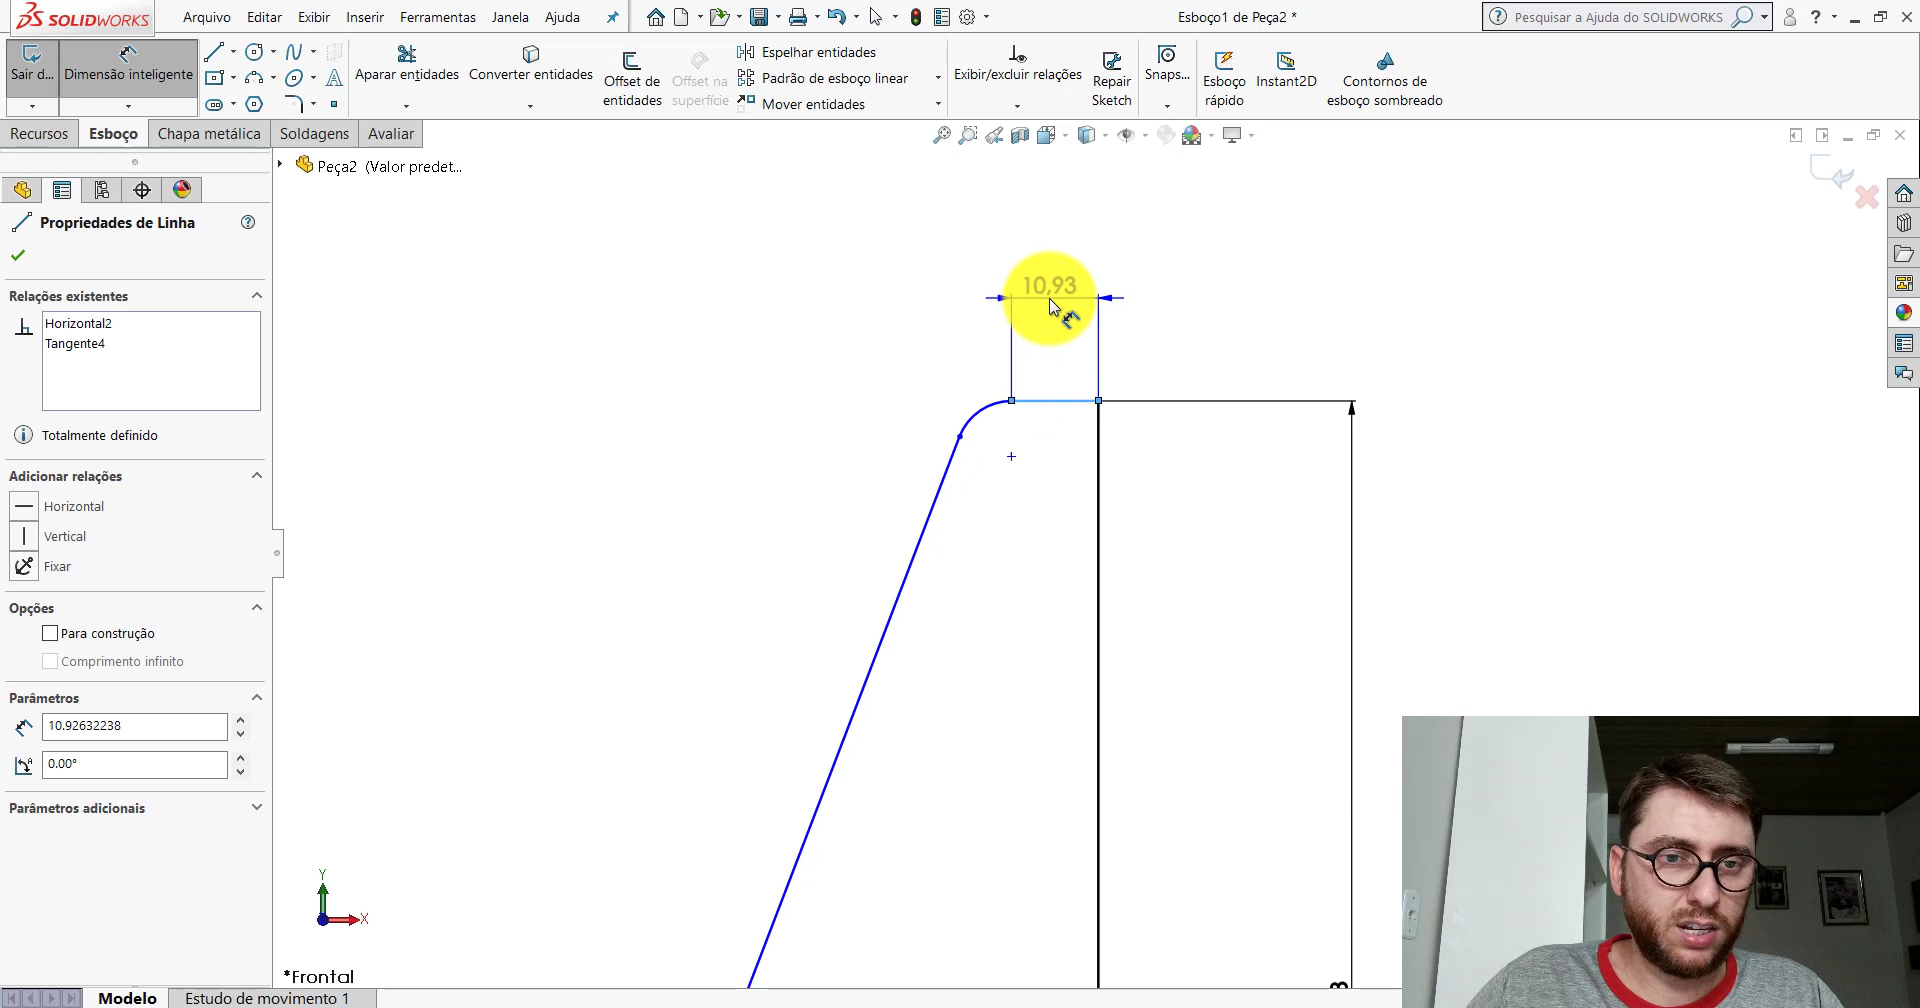 SOLIDWORKS
Arquivo Editar Exibir Inserir Ferramentas Janela Ajuda
Esboço1 de Peça2 *
Pesquisar a Ajuda do SOLIDWORKS
Sair d...
Dimensão inteligente
Aparar entidades
Converter entidades
Offset de entidades
Offset na superfície
Espelhar entidades
Padrão de esboço linear
Mover entidades
Exibir/excluir relações
Repair Sketch
Snaps...
Esboço rápido
Instant2D
Contornos de esboço sombreado
Recursos Esboço Chapa metálica Soldagens Avaliar
Peça2 (Valor predet...
Propriedades de Linha
Relações existentes
Horizontal2
Tangente4
Totalmente definido
Adicionar relações
Horizontal
Vertical
Fixar
Opções
Para construção
Comprimento infinito
Parâmetros
10.92632238
0.00°
Parâmetros adicionais
10,93
Y
X
*Frontal
Modelo Estudo de movimento 1